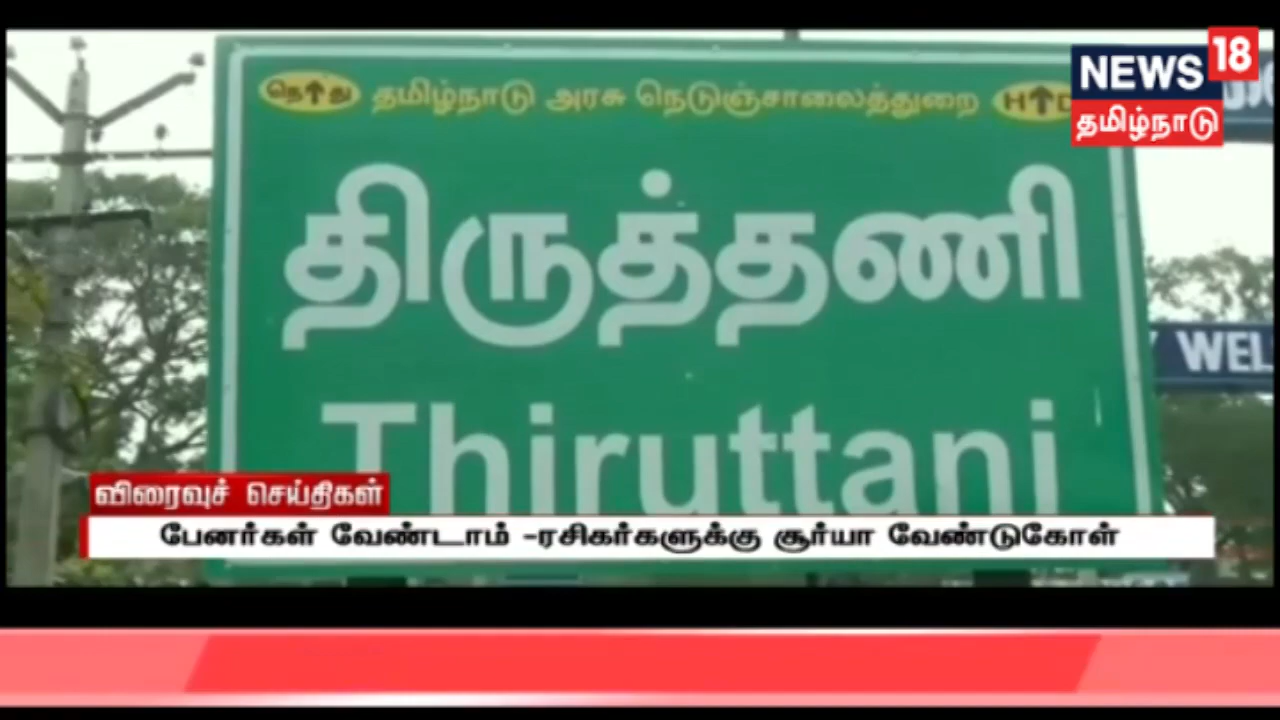 NEWS 18
தமிழ்நாடு
தெ து தமிழ்நாடு அரசு நெடுஞ்சாலைத்துறை H D
திருத்தணி
Thiruttani
WEL
விரைவுச் செய்திகள்
பேனர்கள் வேண்டாம் -ரசிகர்களுக்கு சூர்யா வேண்டுகோள்